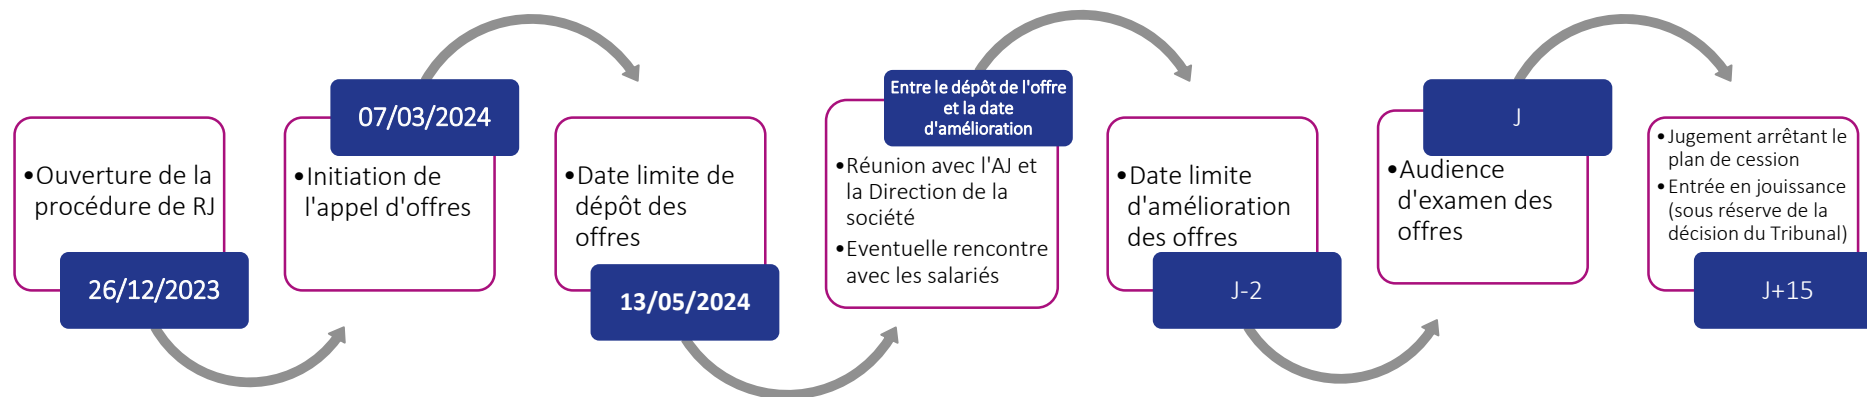 •Ouverture de la
procédure de RJ
26/12/2023
07/03/2024
•Initiation de
l'appel d'offres
•Date limite de
dépôt des
offres
13/05/2024
Entre le dépôt de l'offre
et la date
d'amélioration
•Réunion avec l'AJ et
la Direction de la
société
•Eventuelle rencontre
avec les salariés
•Date limite
d'amélioration
des offres
J-2
J
•Audience
d'examen des
offres
•Jugement arrêtant le
plan de cession
•Entrée en jouissance
(sous réserve de la
décision du Tribunal)
J+15